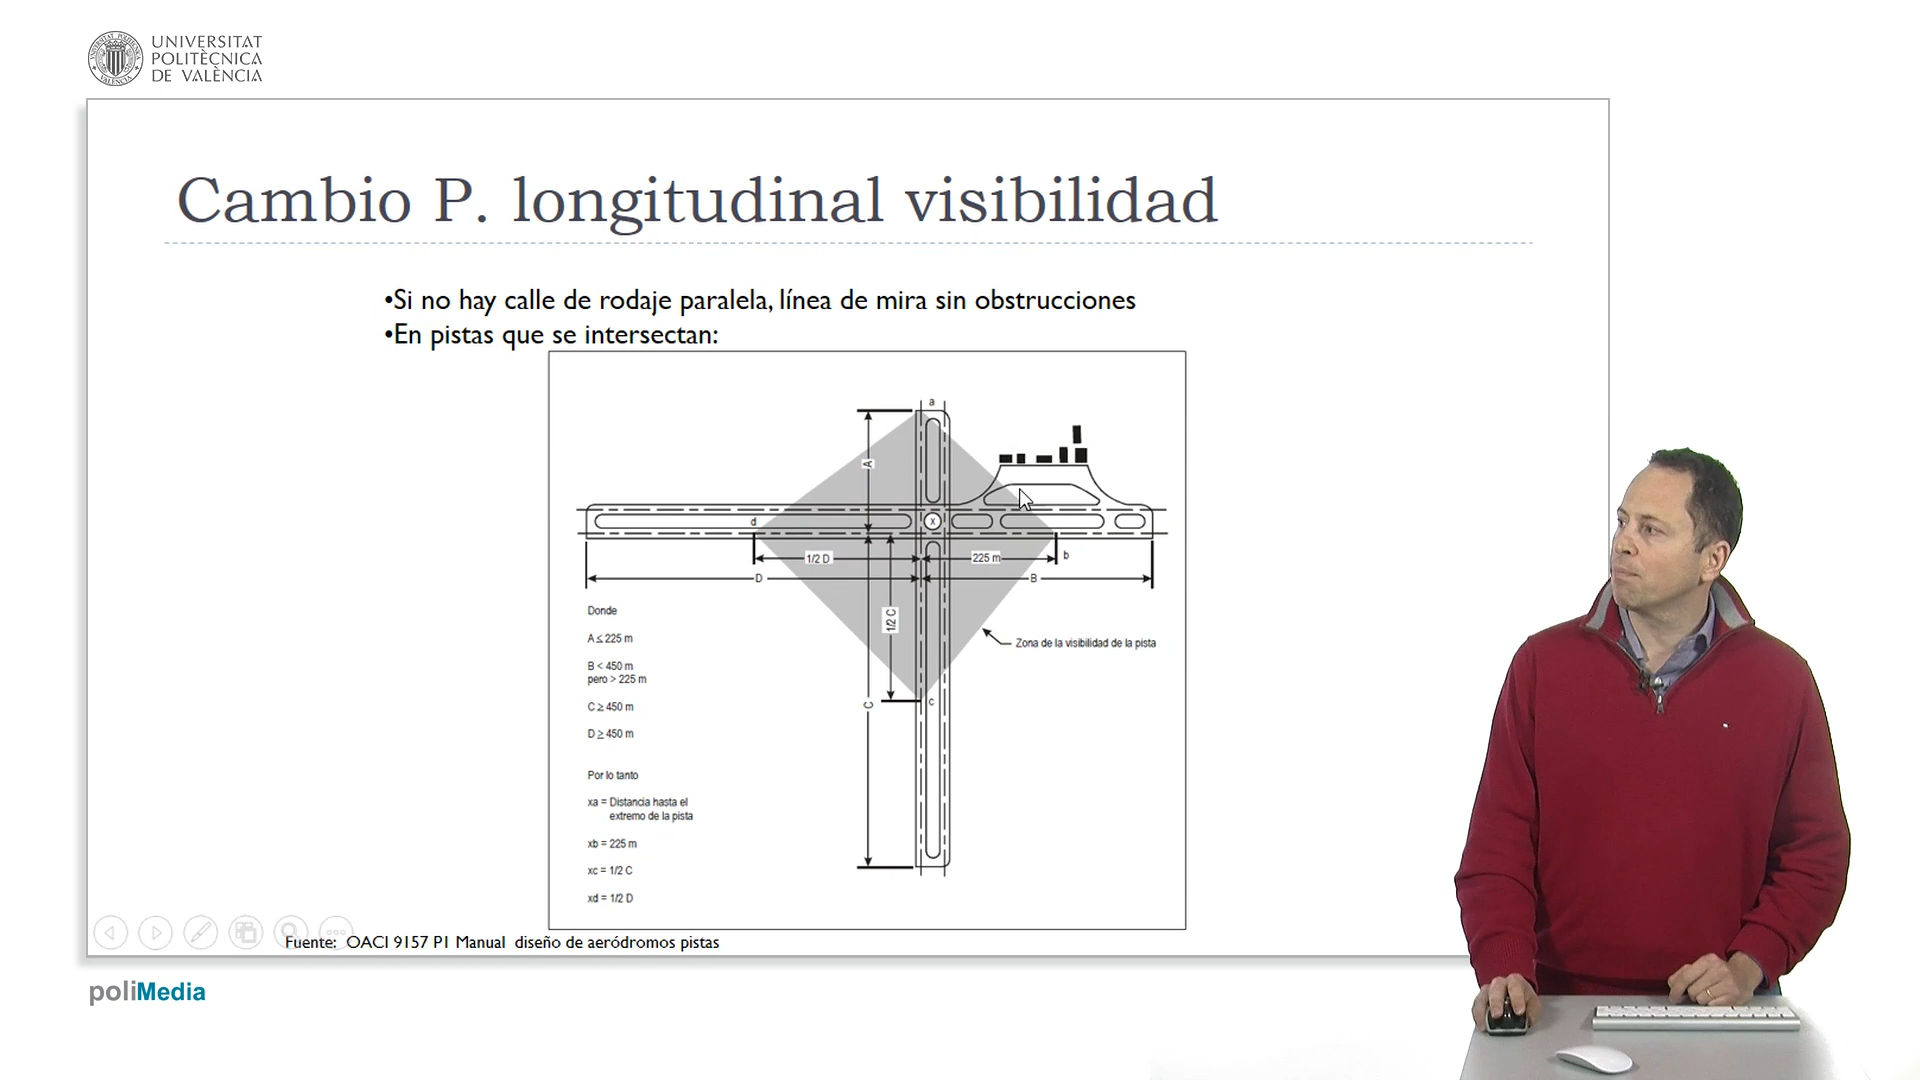 UNIVERSITAT
POLITÈCNICA
DE VALÈNCIA
Cambio P. longitudinal visibilidad
•Si no hay calle de rodaje paralela, línea de mira sin obstrucciones
•En pistas que se intersectan:
a
A
d
x
1/2 D
225 m
b
D
B
1/2 C
Zona de la visibilidad de la pista
C
c
Donde
A ≤ 225 m
B < 450 m
pero > 225 m
C ≥ 450 m
D ≥ 450 m
Por lo tanto
xa = Distancia hasta el
extremo de la pista
xb = 225 m
xc = 1/2 C
xd = 1/2 D
Fuente: OACI 9157 P1 Manual diseño de aeródromos pistas
poliMedia